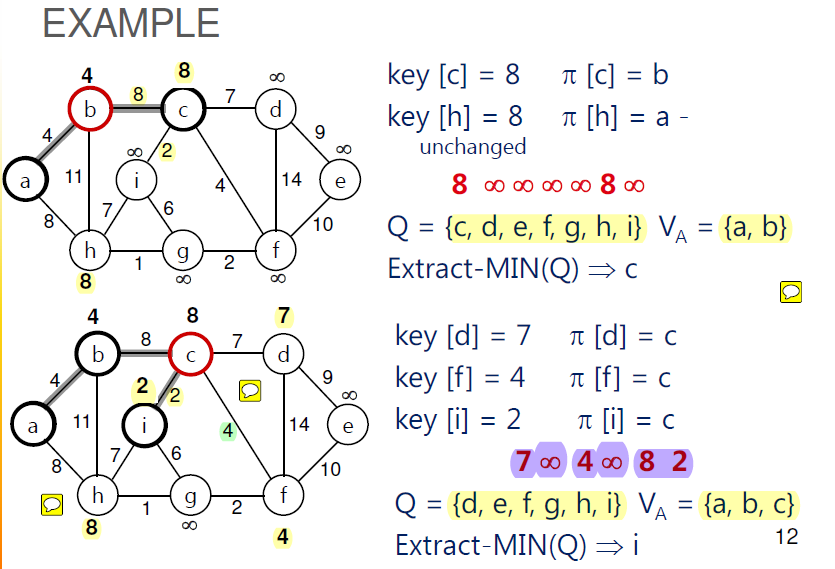 EXAMPLE
4 8 8 ∞
b c 7 d
4 9
∞ 2 ∞
a 11 i 4 14 e
8 7 6 10
h 1 g 2 f
8 ∞ ∞
key [c] = 8 π [c] = b
key [h] = 8 π [h] = a -
unchanged
8 ∞ ∞ ∞ ∞ 8 ∞
Q = {c, d, e, f, g, h, i} V_A = {a, b}
Extract-MIN(Q) ⇒ c
4 8 7
b 8 c 7 d
4 9
2 2 ∞
a 11 i 4 14 e
8 7 6 10
h 1 g 2 f
8 ∞ 4
key [d] = 7 π [d] = c
key [f] = 4 π [f] = c
key [i] = 2 π [i] = c
7 ∞ 4 ∞ 8 2
Q = {d, e, f, g, h, i} V_A = {a, b, c}
Extract-MIN(Q) ⇒ i
12